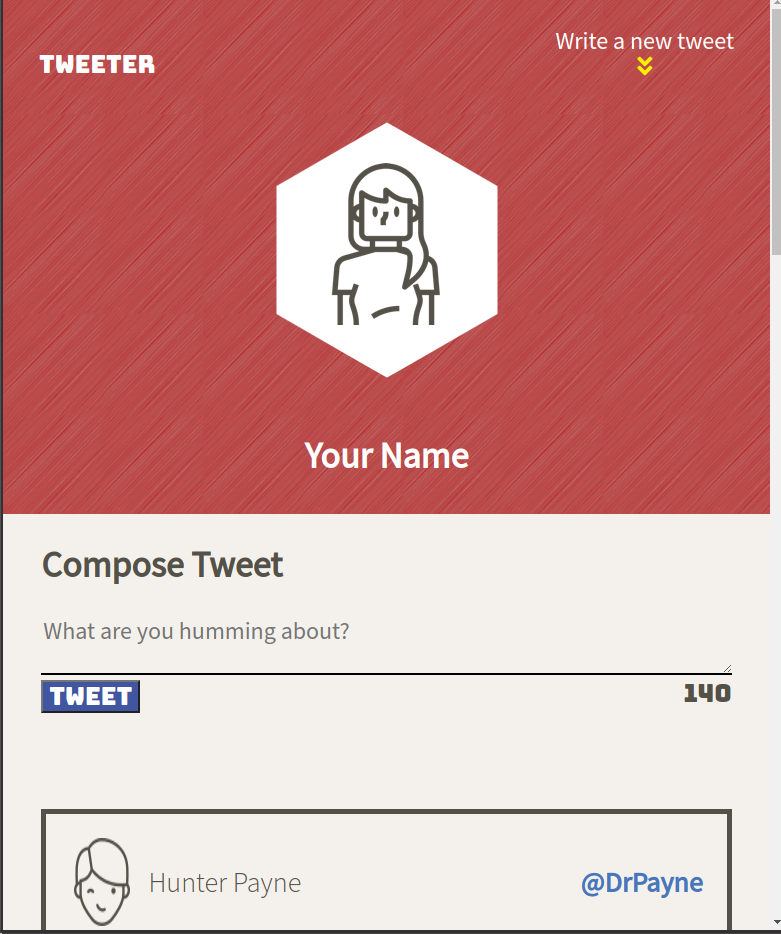 Write a new tweet
TWEETER
Your Name
Compose Tweet
What are you humming about?
TWEET
140
Hunter Payne
@DrPayne